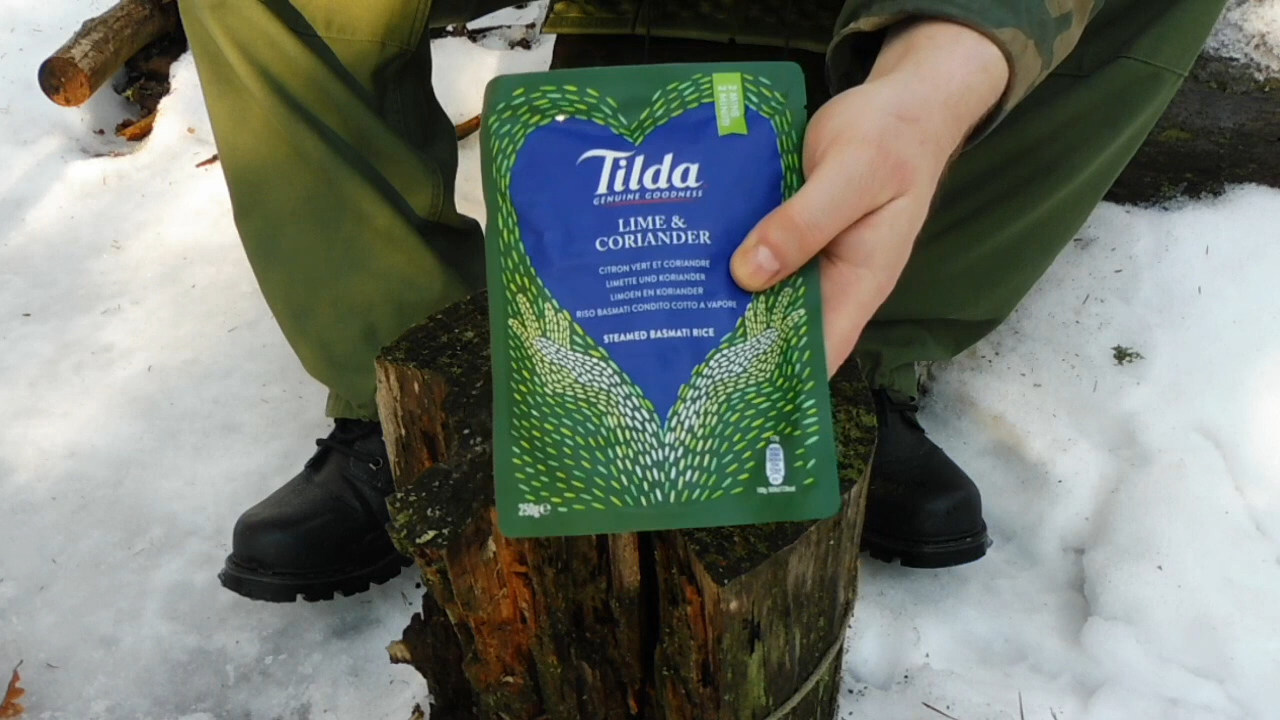 Tilda
GENUINE GOODNESS
LIME &
CORIANDER
CITRON VERT ET CORIANDRE
LIMETTE UND KORIANDER
LIMOEN EN KORIANDER
RISO BASMATI CONDITO COTTO A VAPORE
STEAMED BASMATI RICE
250g℮